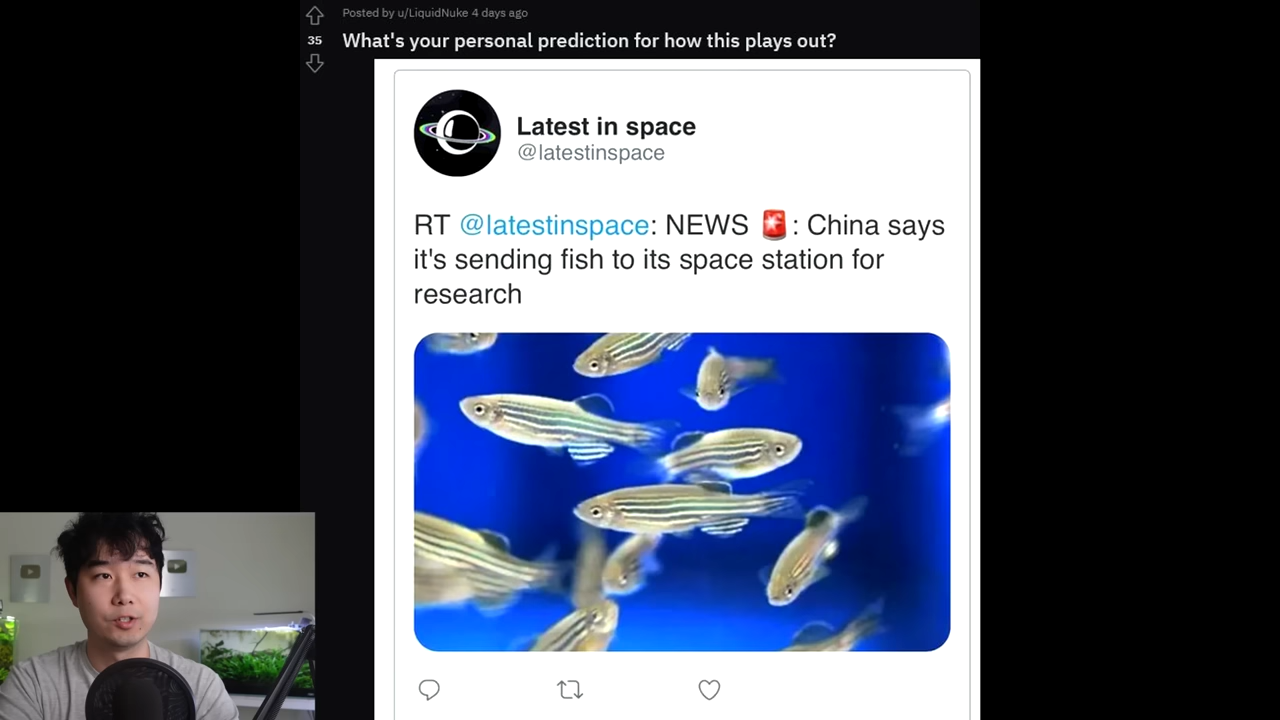 Posted by u/LiquidNuke 4 days ago
35
What's your personal prediction for how this plays out?
Latest in space
@latestinspace
RT @latestinspace: NEWS 🚨: China says
it's sending fish to its space station for
research